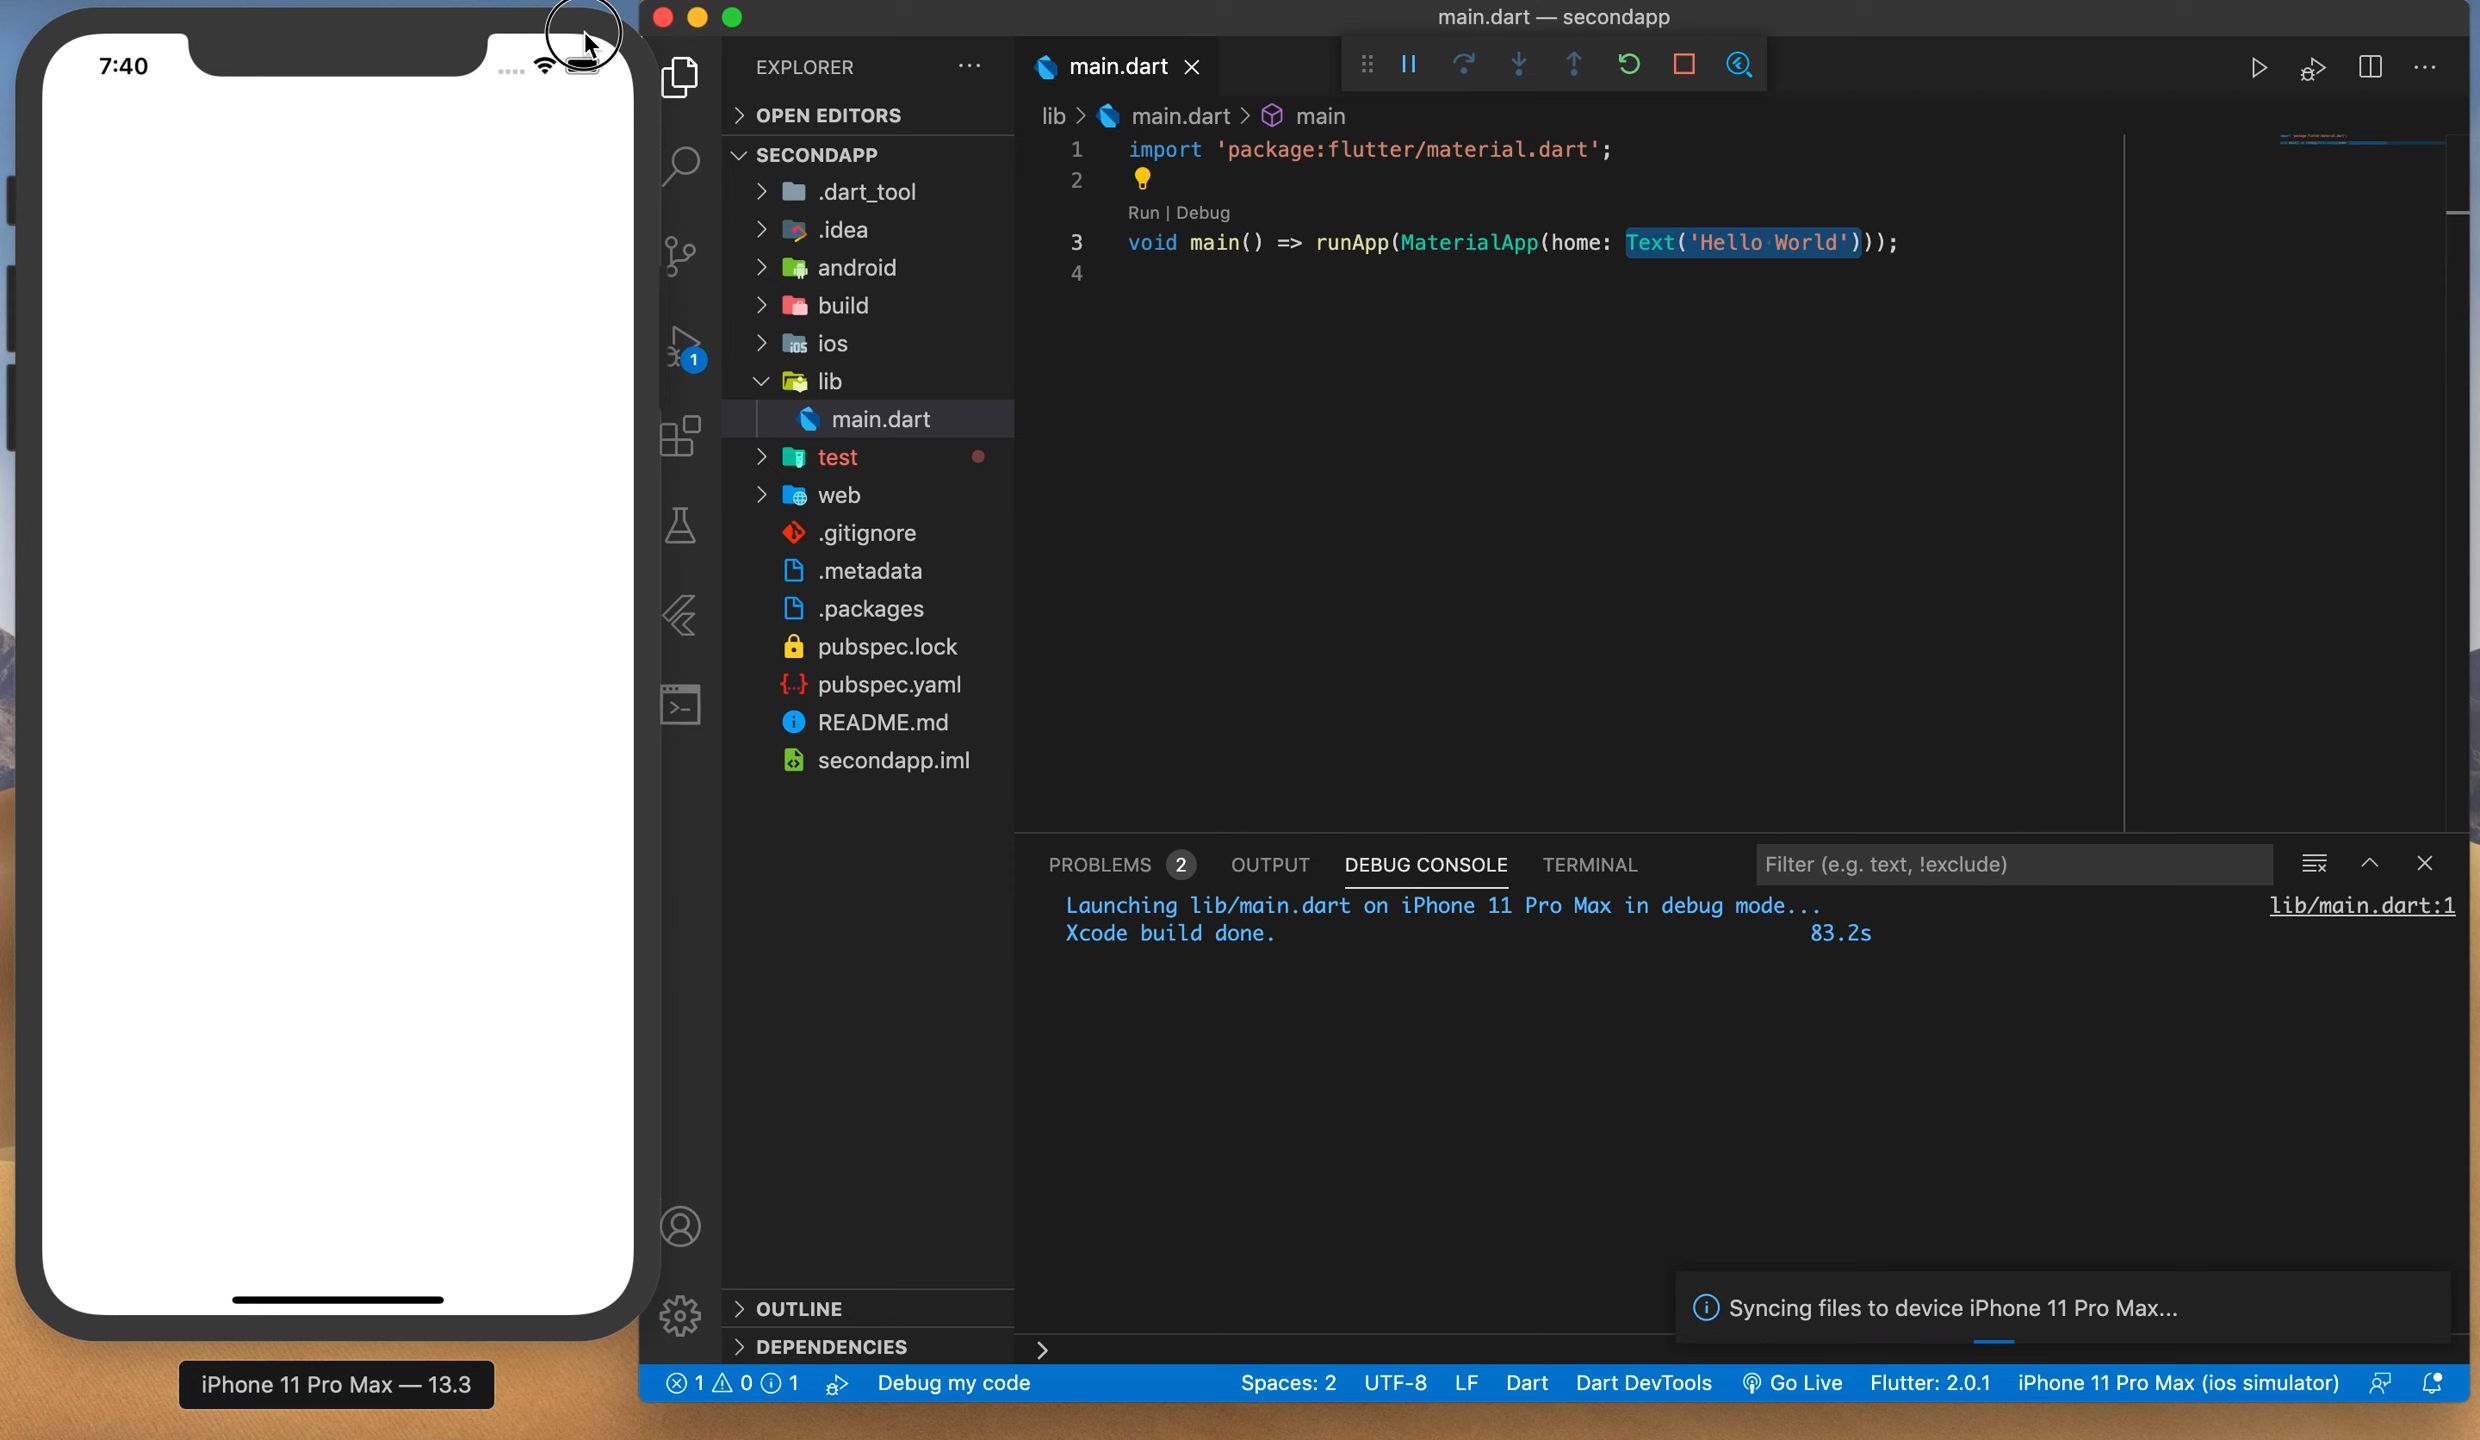 7:40
iPhone 11 Pro Max — 13.3
main.dart — secondapp
EXPLORER
OPEN EDITORS
SECONDAPP
.dart_tool
.idea
android
build
ios
lib
main.dart
test
web
.gitignore
.metadata
.packages
pubspec.lock
pubspec.yaml
README.md
secondapp.iml
OUTLINE
DEPENDENCIES
1
main.dart
lib > main.dart > main
1 import 'package:flutter/material.dart';
2
Run | Debug
3 void main() => runApp(MaterialApp(home: Text('Hello World')));
4
PROBLEMS 2 OUTPUT DEBUG CONSOLE TERMINAL Filter (e.g. text, !exclude)
Launching lib/main.dart on iPhone 11 Pro Max in debug mode... lib/main.dart:1
Xcode build done. 83.2s
Syncing files to device iPhone 11 Pro Max...
1 0 1 Debug my code Spaces: 2 UTF-8 LF Dart Dart DevTools Go Live Flutter: 2.0.1 iPhone 11 Pro Max (ios simulator)